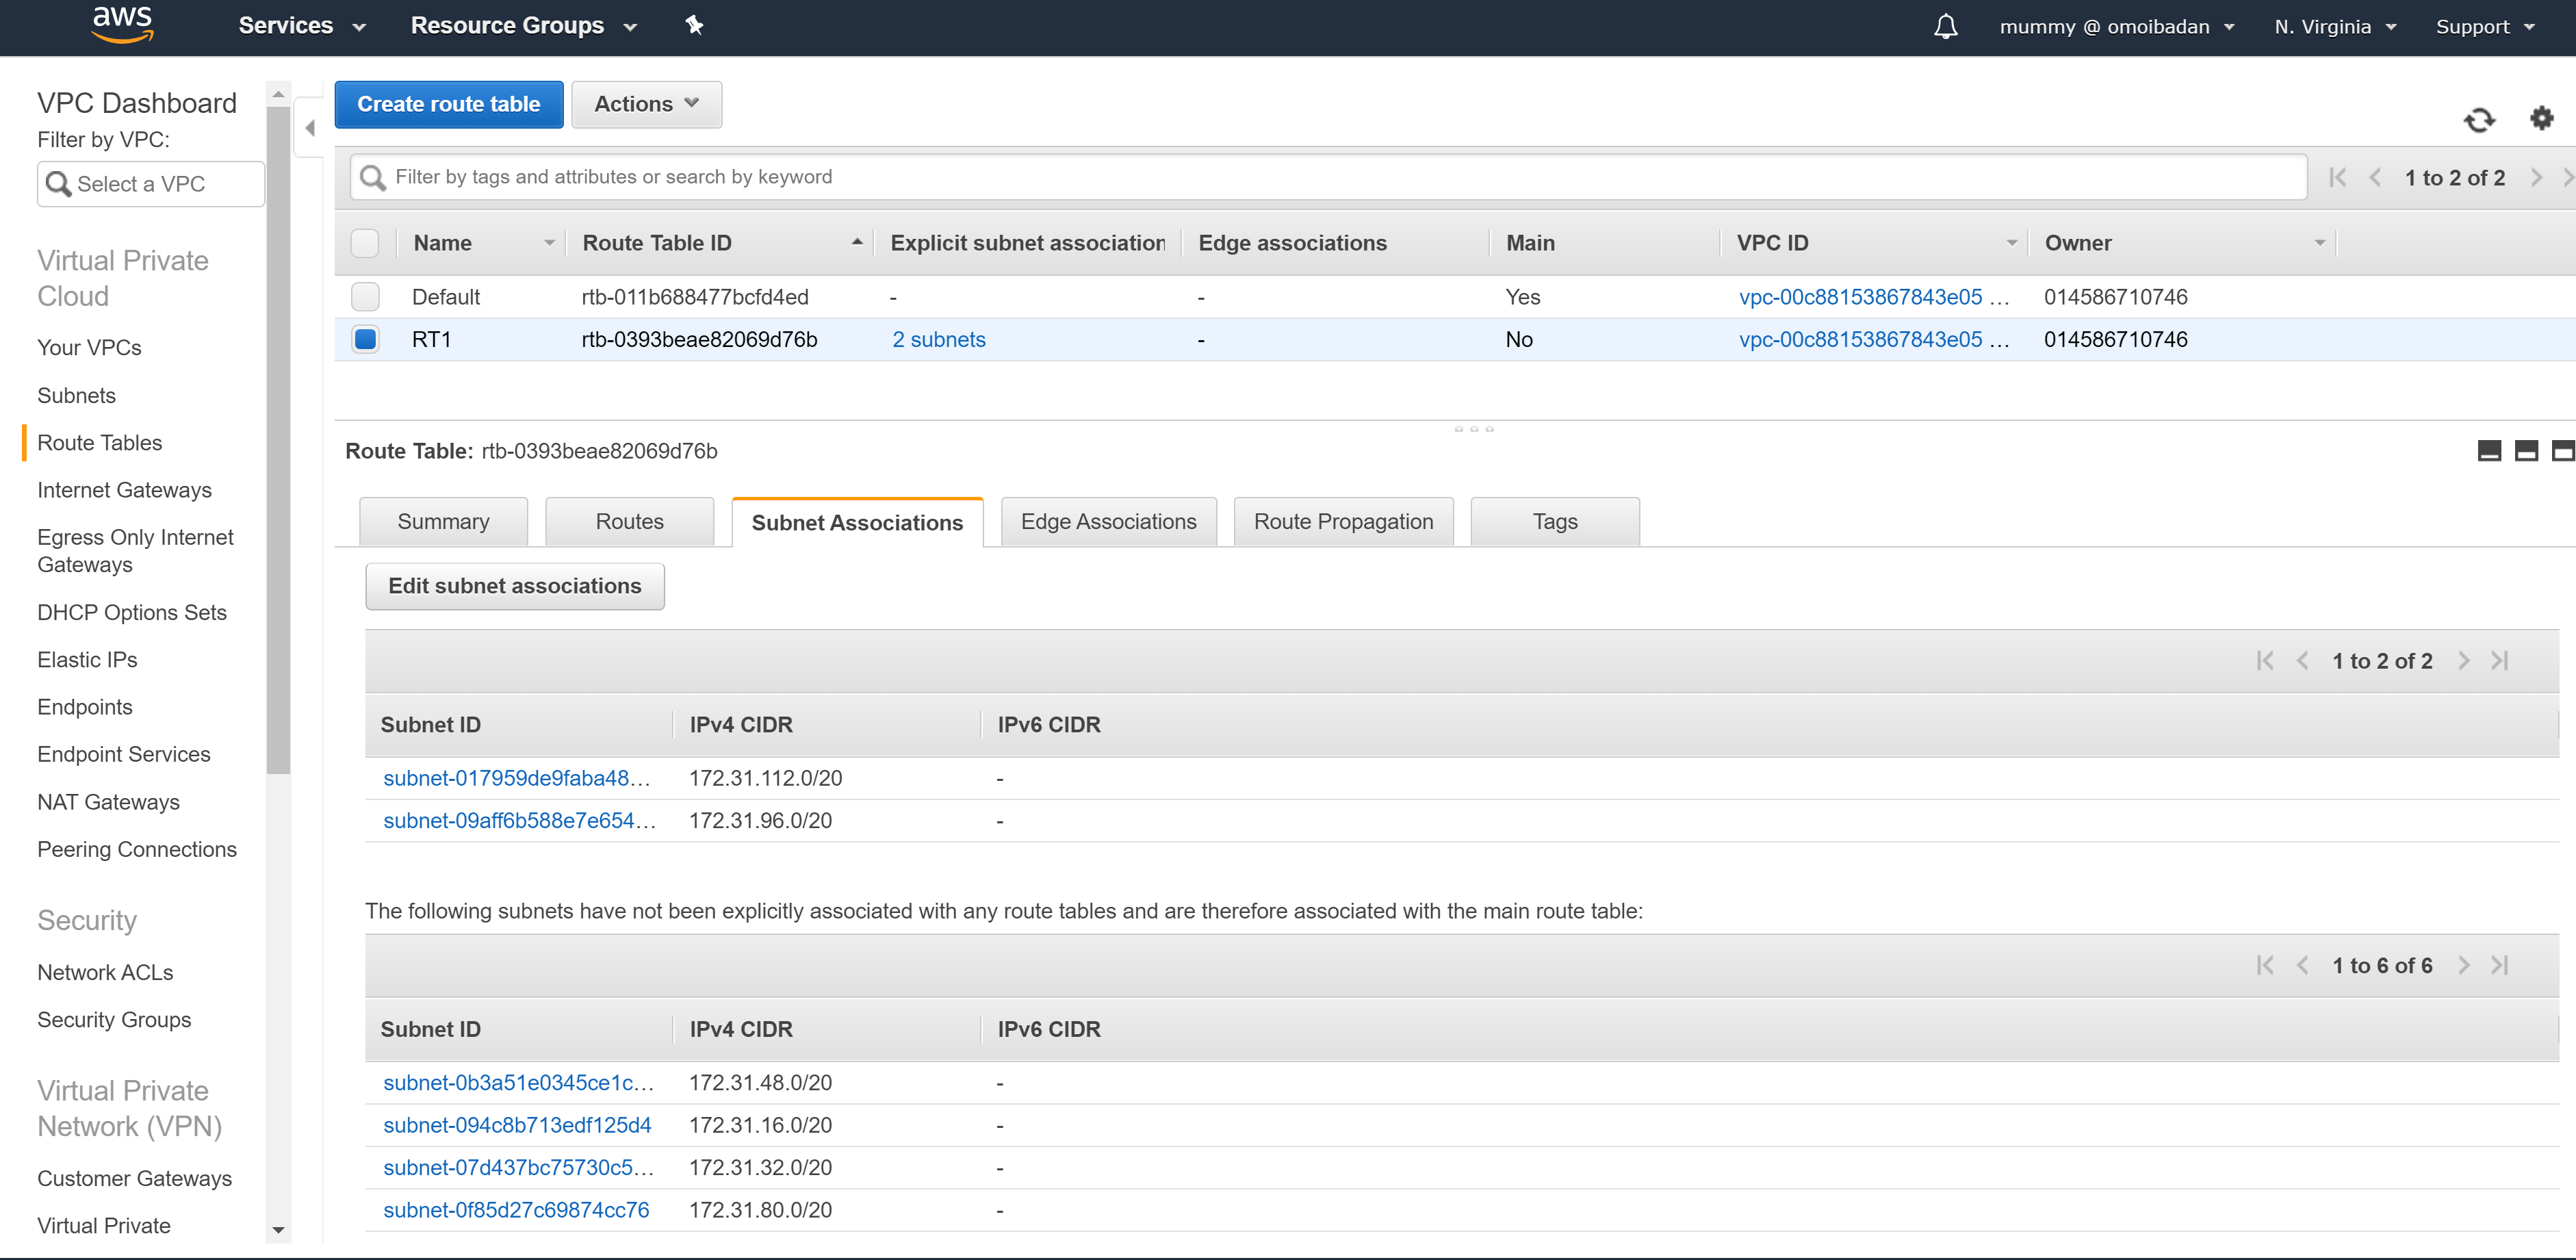 aws Services Resource Groups mummy @ omoibadan N. Virginia Support
VPC Dashboard
Filter by VPC:
Select a VPC
Virtual Private
Cloud
Your VPCs
Subnets
Route Tables
Internet Gateways
Egress Only Internet
Gateways
DHCP Options Sets
Elastic IPs
Endpoints
Endpoint Services
NAT Gateways
Peering Connections
Security
Network ACLs
Security Groups
Virtual Private
Network (VPN)
Customer Gateways
Virtual Private
Create route table Actions
Filter by tags and attributes or search by keyword 1 to 2 of 2
Name Route Table ID Explicit subnet association Edge associations Main VPC ID Owner
Default rtb-011b688477bcfd4ed - - Yes vpc-00c88153867843e05 ... 014586710746
RT1 rtb-0393beae82069d76b 2 subnets - No vpc-00c88153867843e05 ... 014586710746
Route Table: rtb-0393beae82069d76b
Summary Routes Subnet Associations Edge Associations Route Propagation Tags
Edit subnet associations
1 to 2 of 2
Subnet ID IPv4 CIDR IPv6 CIDR
subnet-017959de9faba48... 172.31.112.0/20 -
subnet-09aff6b588e7e654... 172.31.96.0/20 -
The following subnets have not been explicitly associated with any route tables and are therefore associated with the main route table:
1 to 6 of 6
Subnet ID IPv4 CIDR IPv6 CIDR
subnet-0b3a51e0345ce1c... 172.31.48.0/20 -
subnet-094c8b713edf125d4 172.31.16.0/20 -
subnet-07d437bc75730c5... 172.31.32.0/20 -
subnet-0f85d27c69874cc76 172.31.80.0/20 -